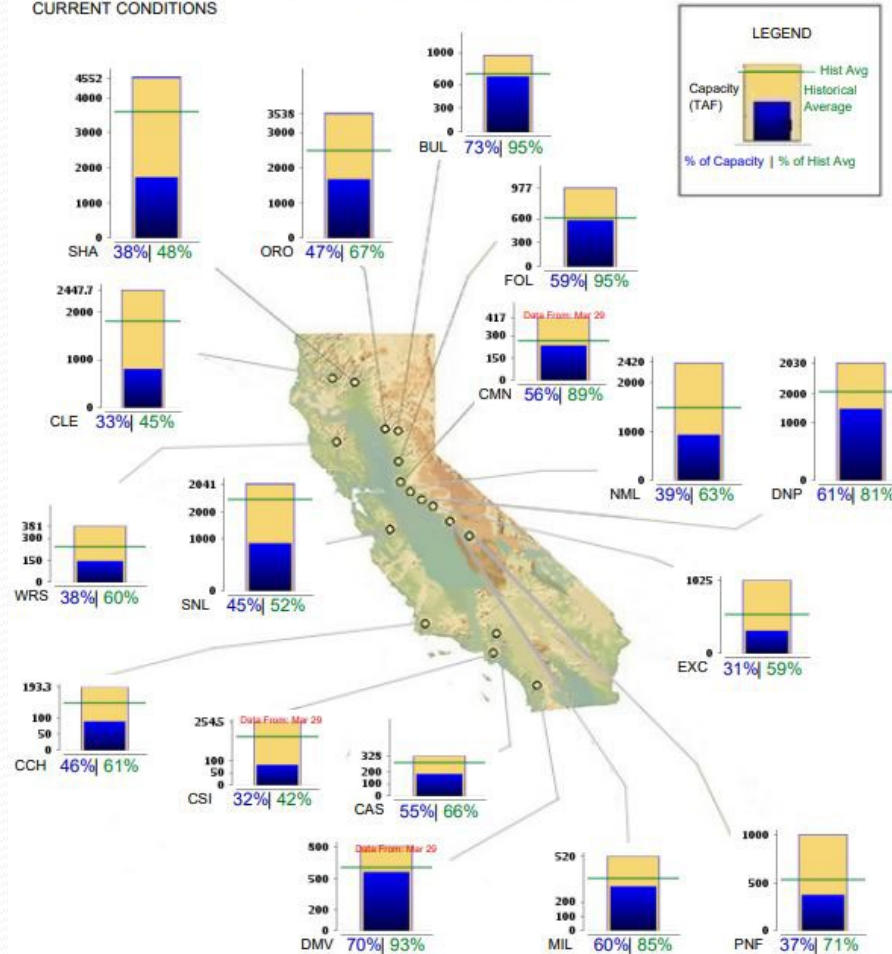 CURRENT CONDITIONS
LEGEND
Hist Avg
Capacity
(TAF)
Historical
Average
% of Capacity | % of Hist Avg
4552
4000
3000
2000
1000
0
SHA 38%| 48%
3538
3000
2000
1000
0
ORO 47%| 67%
1000
600
300
0
BUL 73%| 95%
977
600
300
0
FOL 59%| 95%
2447.7
2000
1000
0
CLE 33%| 45%
417
300
150
0
Data From: Mar 29
CMN 56%| 89%
2420
2000
1000
0
NML 39%| 63%
2030
2000
1000
0
DNP 61%| 81%
381
300
150
0
WRS 38%| 60%
2041
2000
1000
0
SNL 45%| 52%
1025
0
EXC 31%| 59%
193.3
100
50
0
CCH 46%| 61%
254.5
100
50
0
Data From: Mar 29
CSI 32%| 42%
325
200
100
0
CAS 55%| 66%
800
500
200
0
Data From: Mar 29
DMV 70%| 93%
520
200
100
0
MIL 60%| 85%
1000
500
0
PNF 37%| 71%